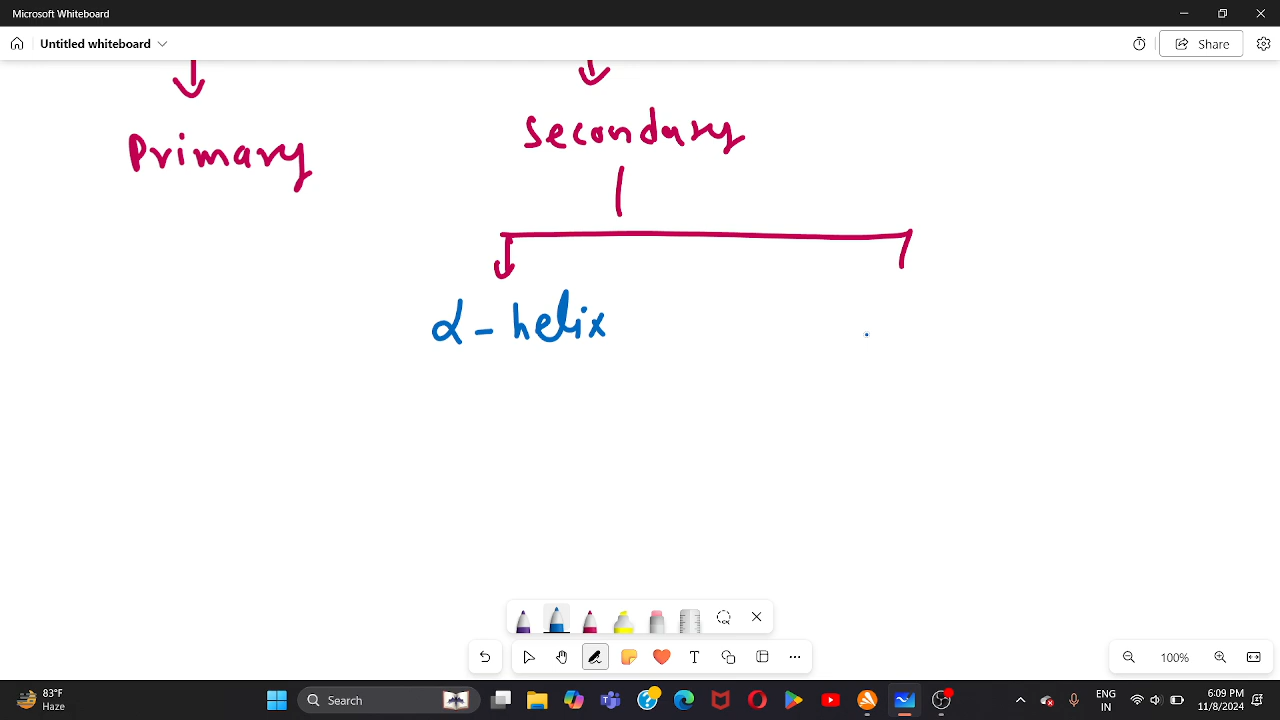 Microsoft Whiteboard
Untitled whiteboard
Share
Primary
Secondary
α - helix
100%
83°F
Haze
Search
ENG
IN
6:09 PM
11/8/2024